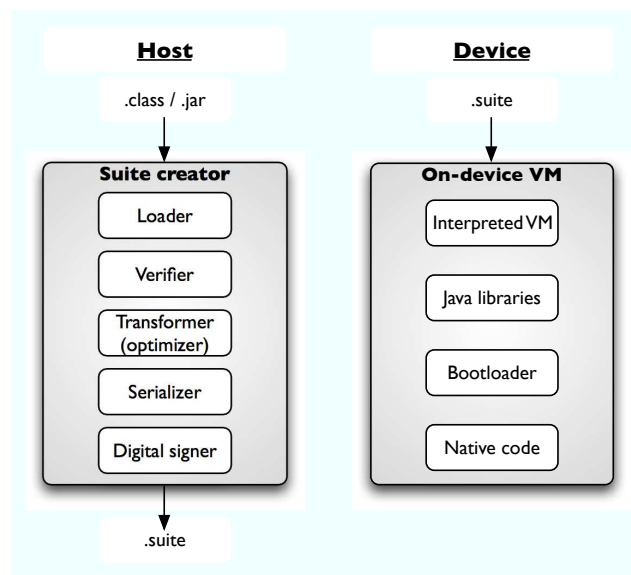 Host
.class / .jar
Suite creator
Loader
Verifier
Transformer
(optimizer)
Serializer
Digital signer
.suite
Device
.suite
On-device VM
Interpreted VM
Java libraries
Bootloader
Native code